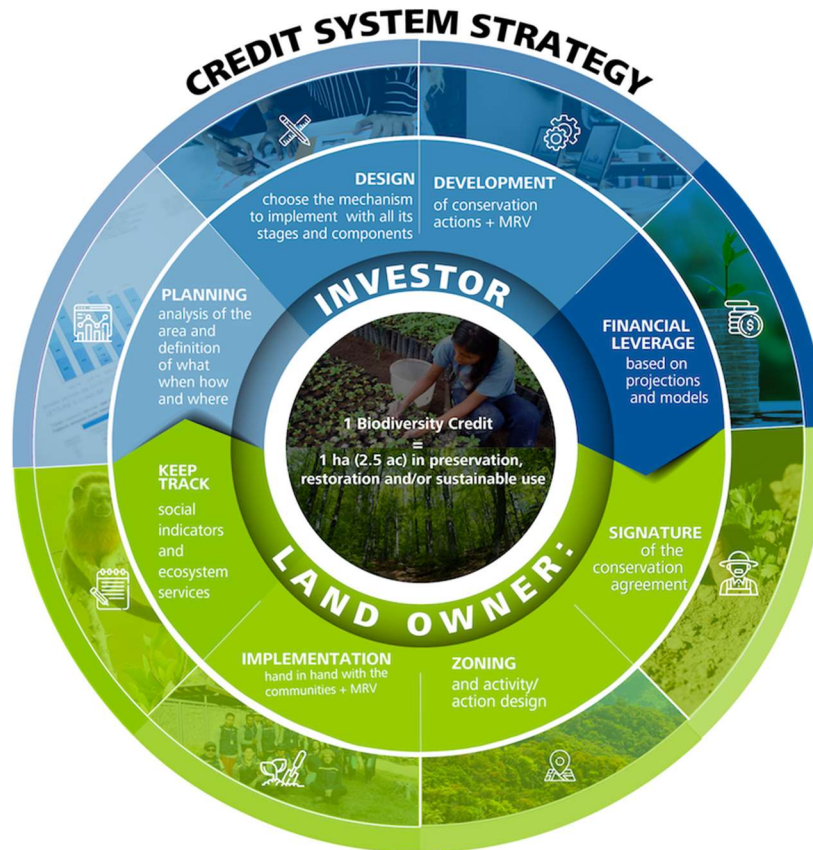 CREDIT SYSTEM STRATEGY
DESIGN
choose the mechanism
to implement with all its
stages and components
DEVELOPMENT
of conservation
actions + MRV
INVESTOR
PLANNING
analysis of the
area and
definition
of what
when how
and where
FINANCIAL
LEVERAGE
based on
projections
and models
1 Biodiversity Credit
=
1 ha (2.5 ac) in preservation,
restoration and/or sustainable use
KEEP
TRACK
social
indicators
and
ecosystem
services
SIGNATURE
of the
conservation
agreement
LAND OWNER:
IMPLEMENTATION
hand in hand with the
communities + MRV
ZONING
and activity/
action design